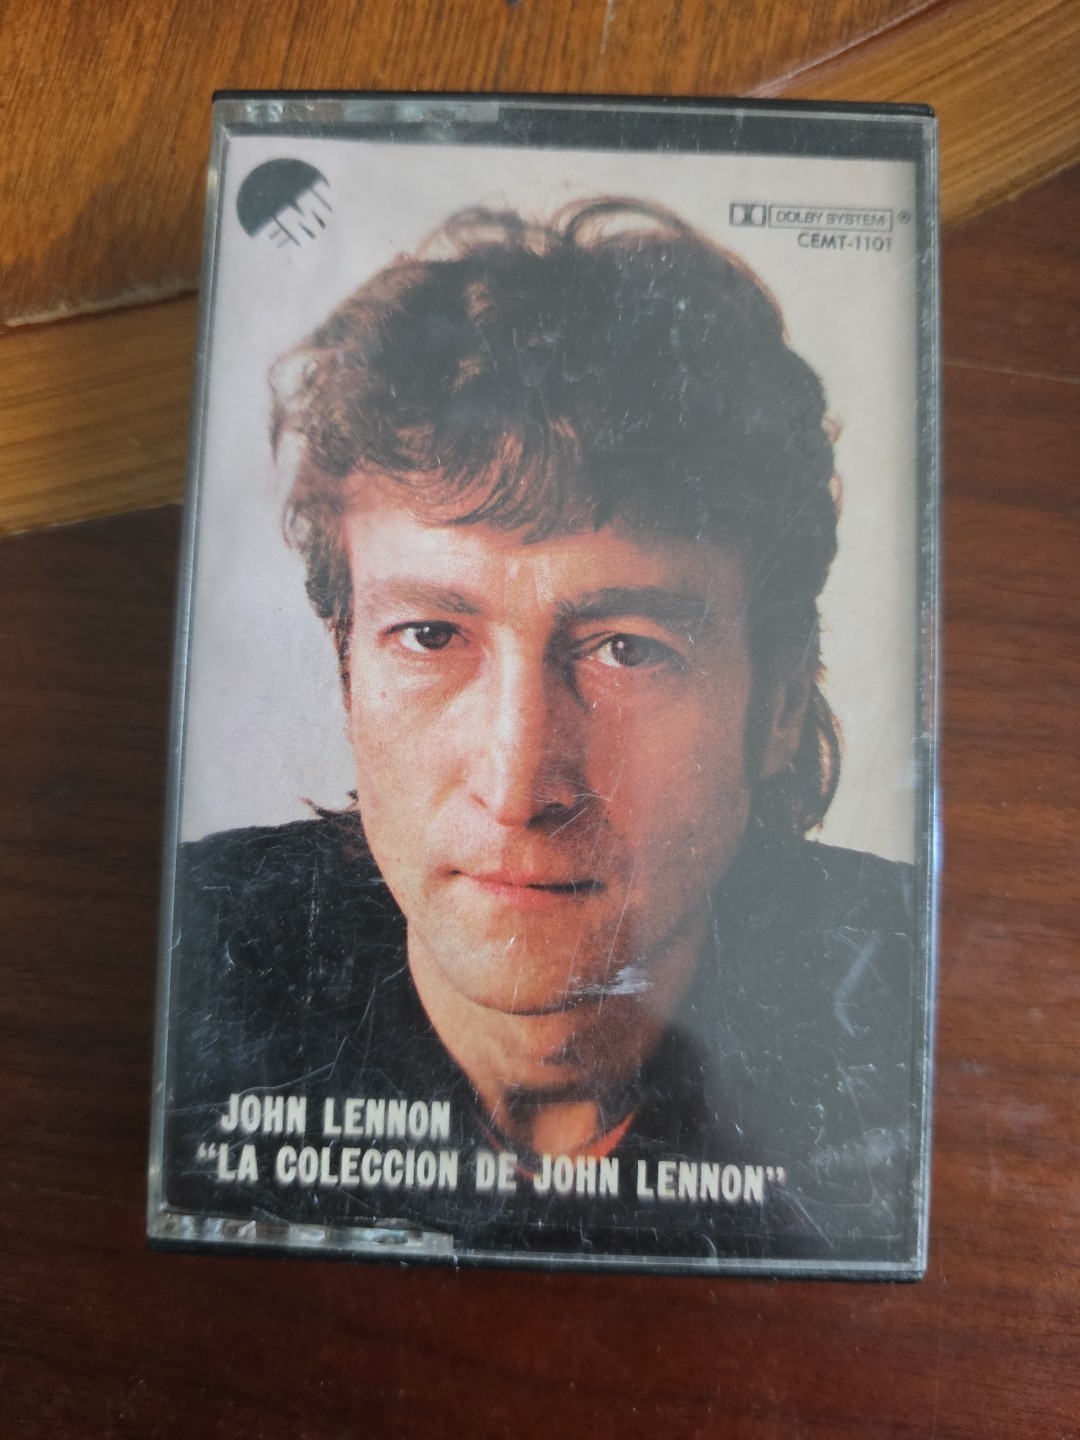 EMI
DOLBY SYSTEM ®
CEMT-1101
JOHN LENNON
"LA COLECCION DE JOHN LENNON"